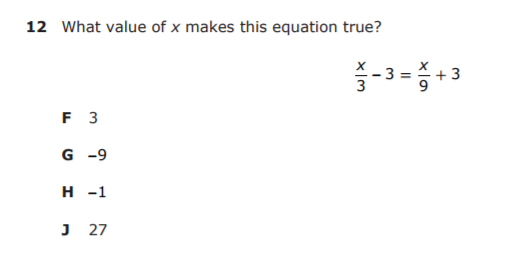 12 What value of x makes this equation true?
x/3 – 3 = x/9 + 3
F 3
G –9
H –1
J 27